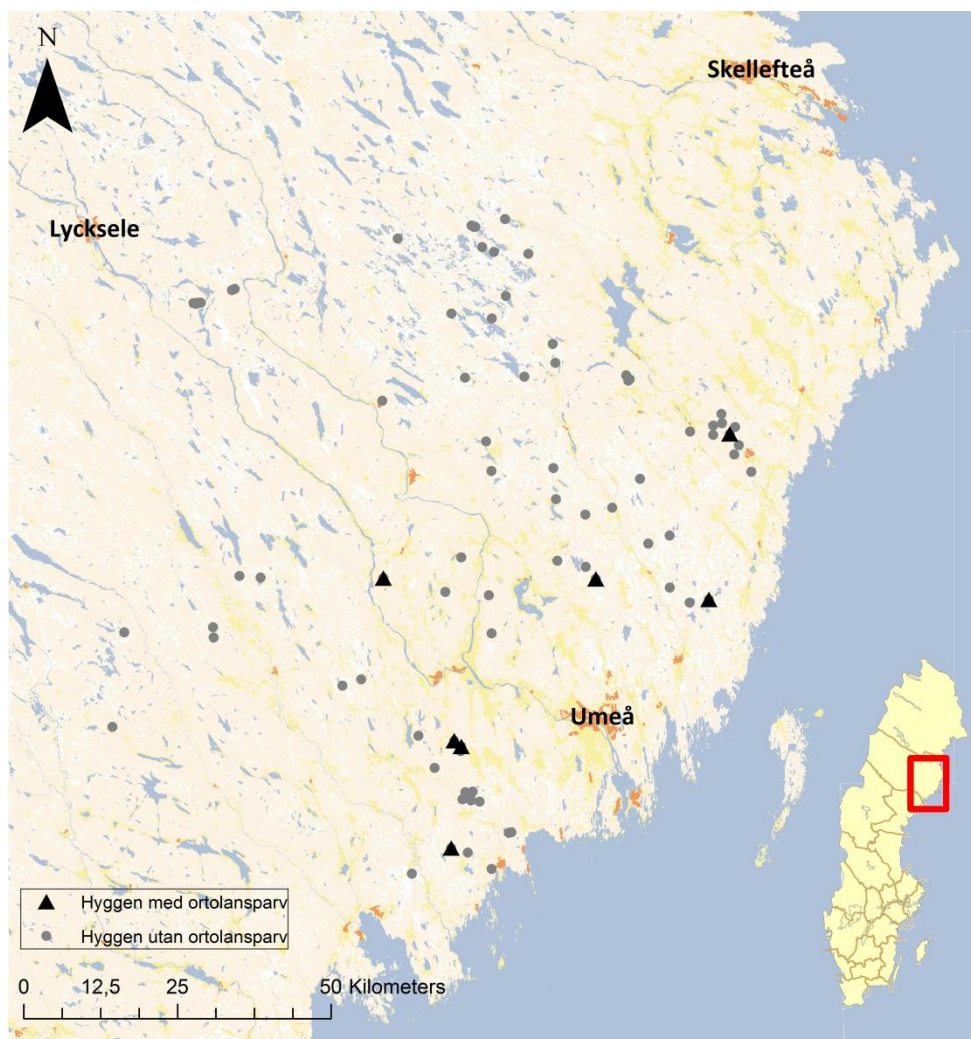 N
Skellefteå
Lycksele
Umeå
Hyggen med ortolansparv
Hyggen utan ortolansparv
0 12,5 25 50 Kilometers